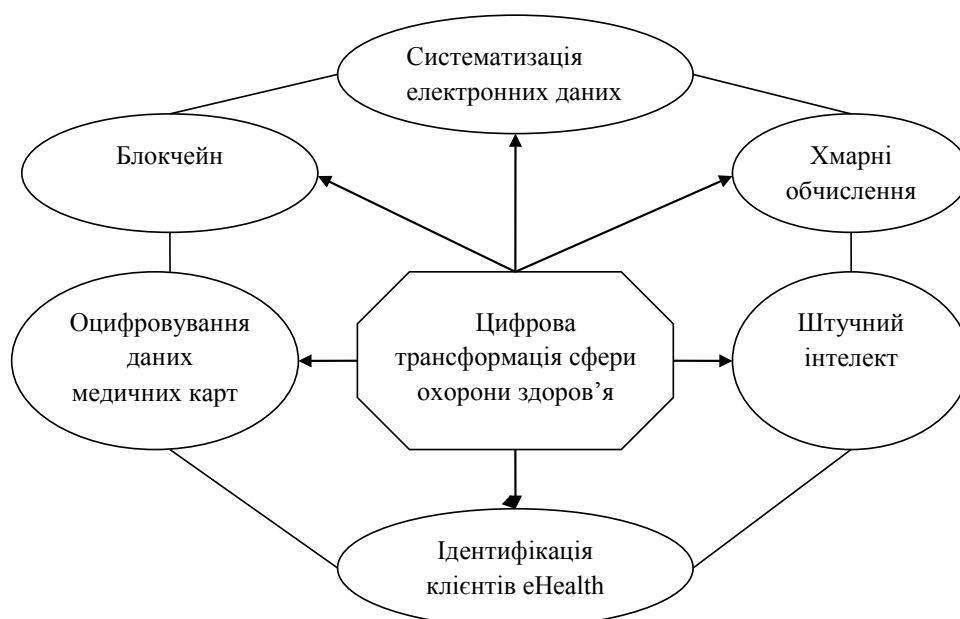 Систематизація
електронних даних
Блокчейн
Хмарні
обчислення
Оцифровування
даних
медичних карт
Цифрова
трансформація сфери
охорони здоров’я
Штучний
інтелект
Ідентифікація
клієнтів eHealth